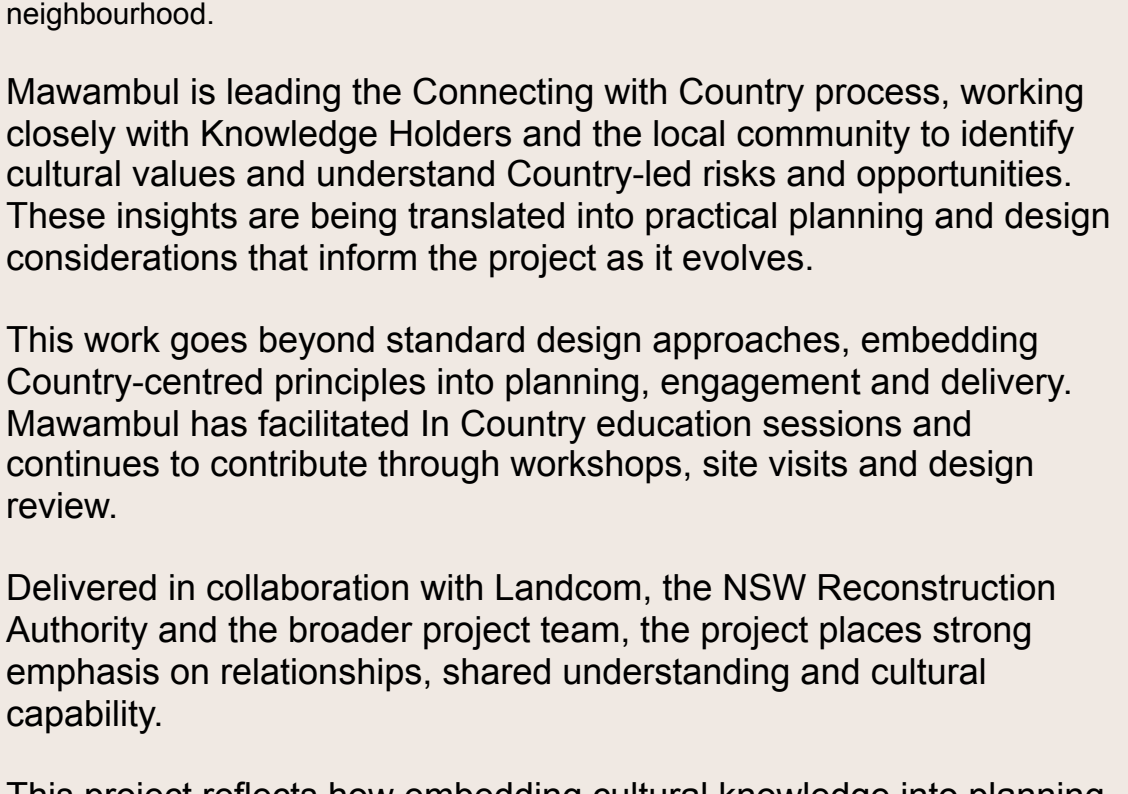 neighbourhood.
Mawambul is leading the Connecting with Country process, working
closely with Knowledge Holders and the local community to identify
cultural values and understand Country-led risks and opportunities.
These insights are being translated into practical planning and design
considerations that inform the project as it evolves.
This work goes beyond standard design approaches, embedding
Country-centred principles into planning, engagement and delivery.
Mawambul has facilitated In Country education sessions and
continues to contribute through workshops, site visits and design
review.
Delivered in collaboration with Landcom, the NSW Reconstruction
Authority and the broader project team, the project places strong
emphasis on relationships, shared understanding and cultural
capability.
This project reflects how embedding cultural knowledge into planning